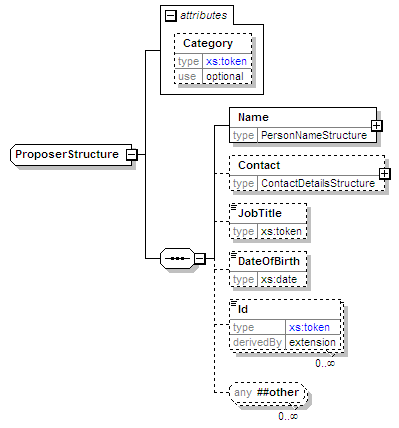 attributes
Category
type xs:token
use optional
ProposerStructure
Name
type PersonNameStructure
Contact
type ContactDetailsStructure
JobTitle
type xs:token
DateOfBirth
type xs:date
Id
type xs:token
derivedBy extension
0..∞
any ##other
0..∞